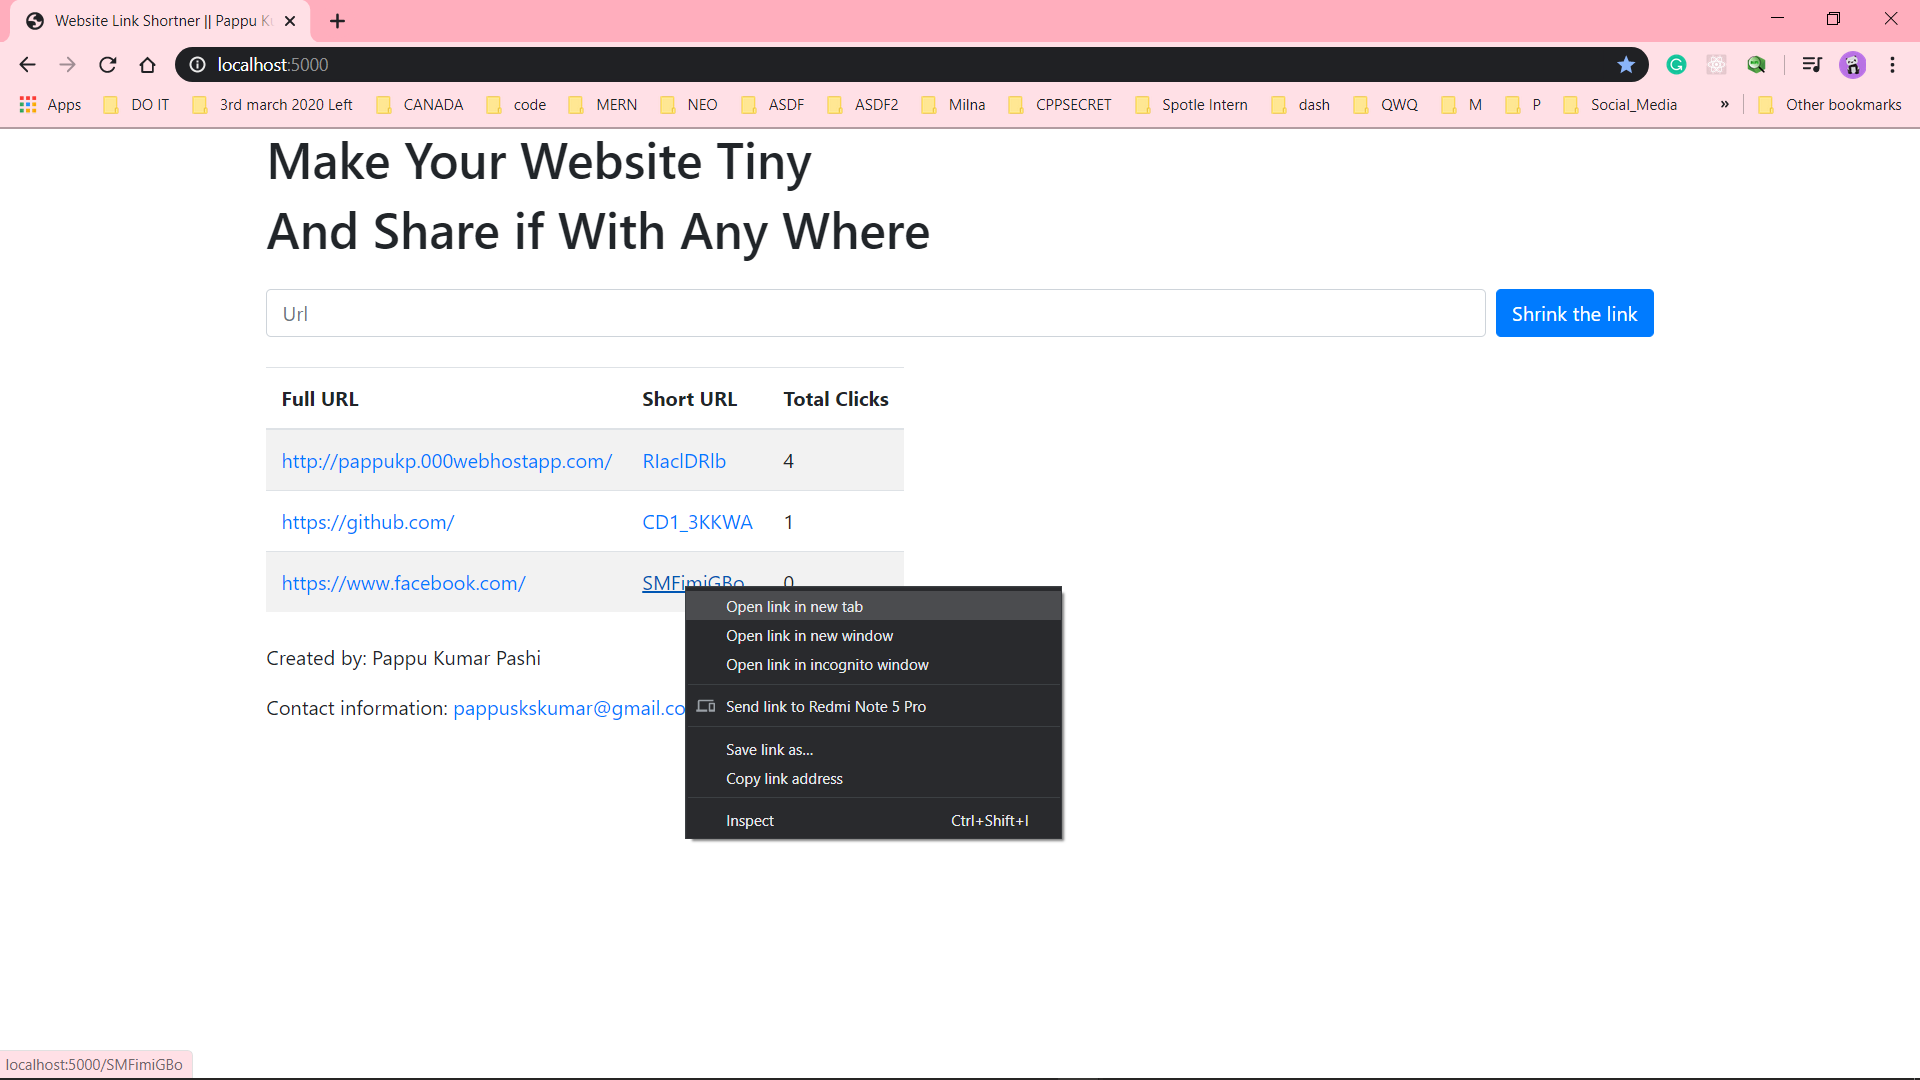 Website Link Shortner || Pappu K
localhost:5000
Apps DO IT 3rd march 2020 Left CANADA code MERN NEO ASDF ASDF2 Milna CPPSECRET Spotle Intern dash QWQ M P Social_Media » Other bookmarks
Make Your Website Tiny
And Share if With Any Where
Url Shrink the link
Full URL Short URL Total Clicks
http://pappukp.000webhostapp.com/ RIaclDRlb 4
https://github.com/ CD1_3KKWA 1
https://www.facebook.com/ SMFimiGBo 0
Open link in new tab
Open link in new window
Created by: Pappu Kumar Pashi
Open link in incognito window
Contact information: pappuskskumar@gmail.co
Send link to Redmi Note 5 Pro
Save link as...
Copy link address
Inspect Ctrl+Shift+I
localhost:5000/SMFimiGBo